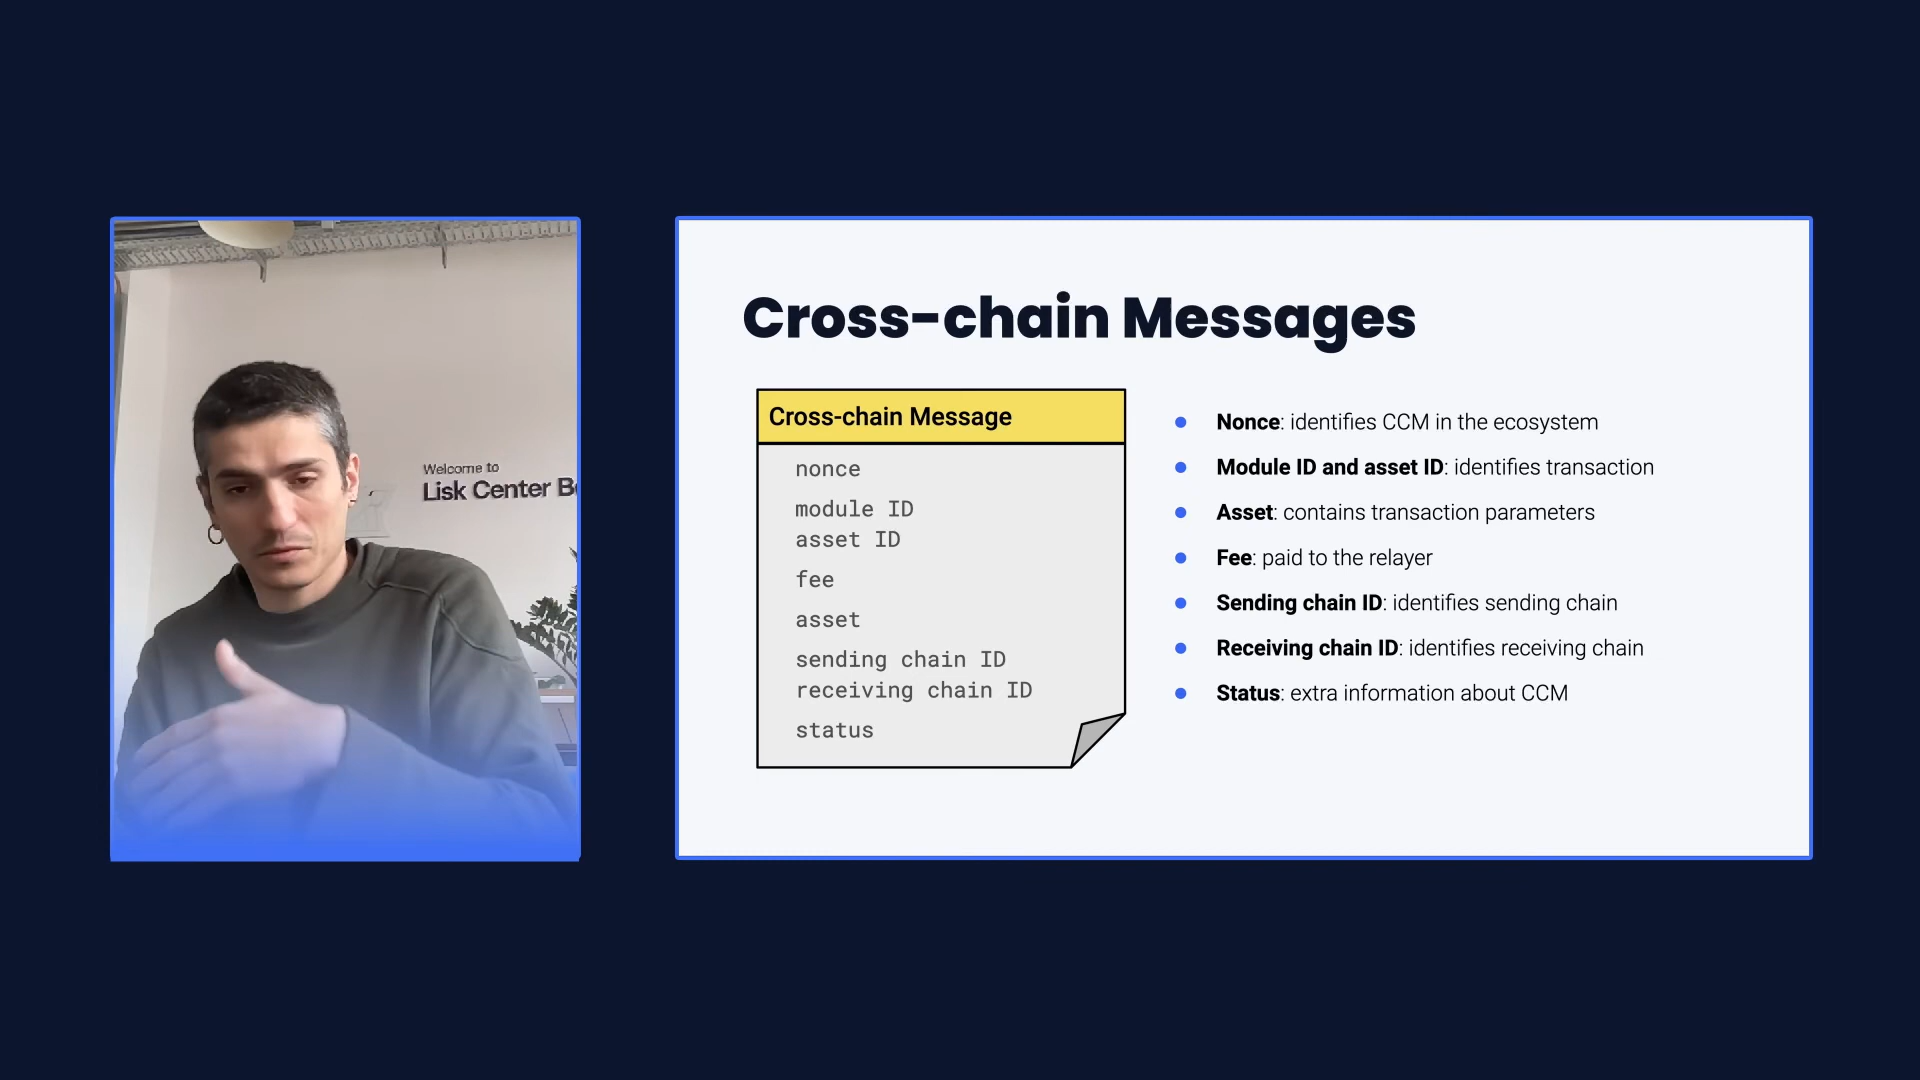 Welcome to
Lisk Center
Cross-chain Messages
Cross-chain Message
nonce
module ID
asset ID
fee
asset
sending chain ID
receiving chain ID
status
Nonce: identifies CCM in the ecosystem
Module ID and asset ID: identifies transaction
Asset: contains transaction parameters
Fee: paid to the relayer
Sending chain ID: identifies sending chain
Receiving chain ID: identifies receiving chain
Status: extra information about CCM